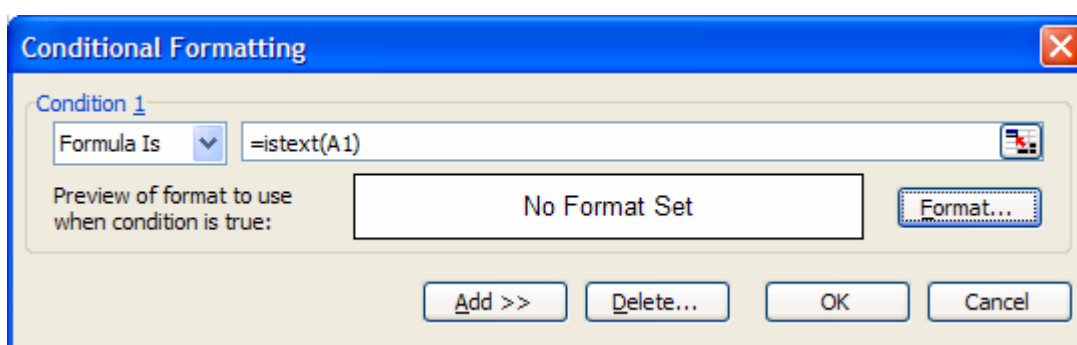 Conditional Formatting
Condition 1
Formula Is =istext(A1)
Preview of format to use
when condition is true:
No Format Set
Format...
Add >> Delete... OK Cancel